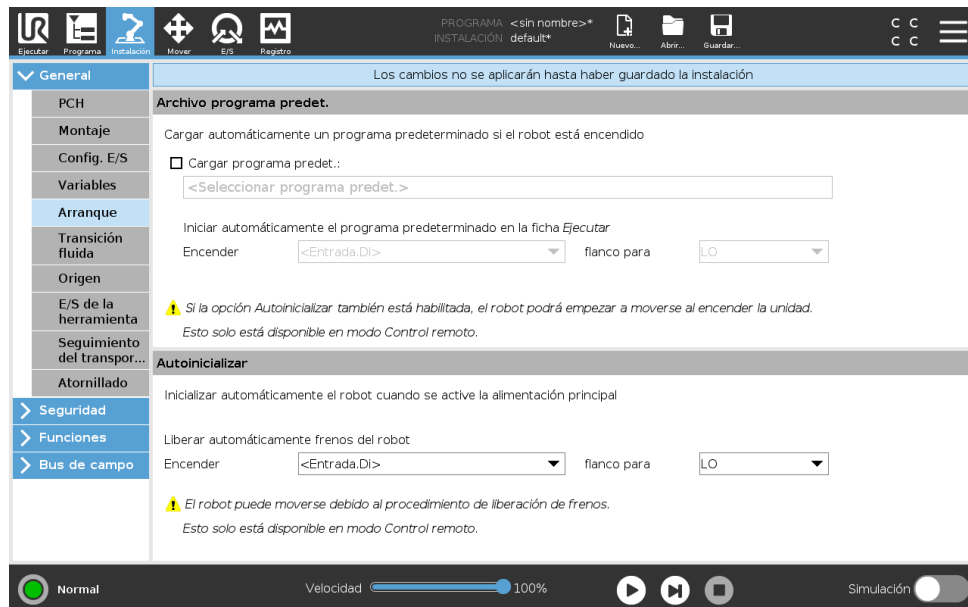 PROGRAMA <sin nombre>*
INSTALACIÓN default*
Ejecutar
Programa
Instalación
Mover
E/S
Registro
Nuevo...
Abrir...
Guardar...
C C
C C
General
PCH
Montaje
Config. E/S
Variables
Arranque
Transición
fluida
Origen
E/S de la
herramienta
Seguimiento
del transpor...
Atornillado
Seguridad
Funciones
Bus de campo
Los cambios no se aplicarán hasta haber guardado la instalación
Archivo programa predet.
Cargar automáticamente un programa predeterminado si el robot está encendido
Cargar programa predet.:
<Seleccionar programa predet.>
Iniciar automáticamente el programa predeterminado en la ficha Ejecutar
Encender <Entrada.Di> flanco para LO
Si la opción Autoinicializar también está habilitada, el robot podrá empezar a moverse al encender la unidad.
Esto solo está disponible en modo Control remoto.
Autoinicializar
Inicializar automáticamente el robot cuando se active la alimentación principal
Liberar automáticamente frenos del robot
Encender <Entrada.Di> flanco para LO
El robot puede moverse debido al procedimiento de liberación de frenos.
Esto solo está disponible en modo Control remoto.
Normal
Velocidad 100%
Simulación